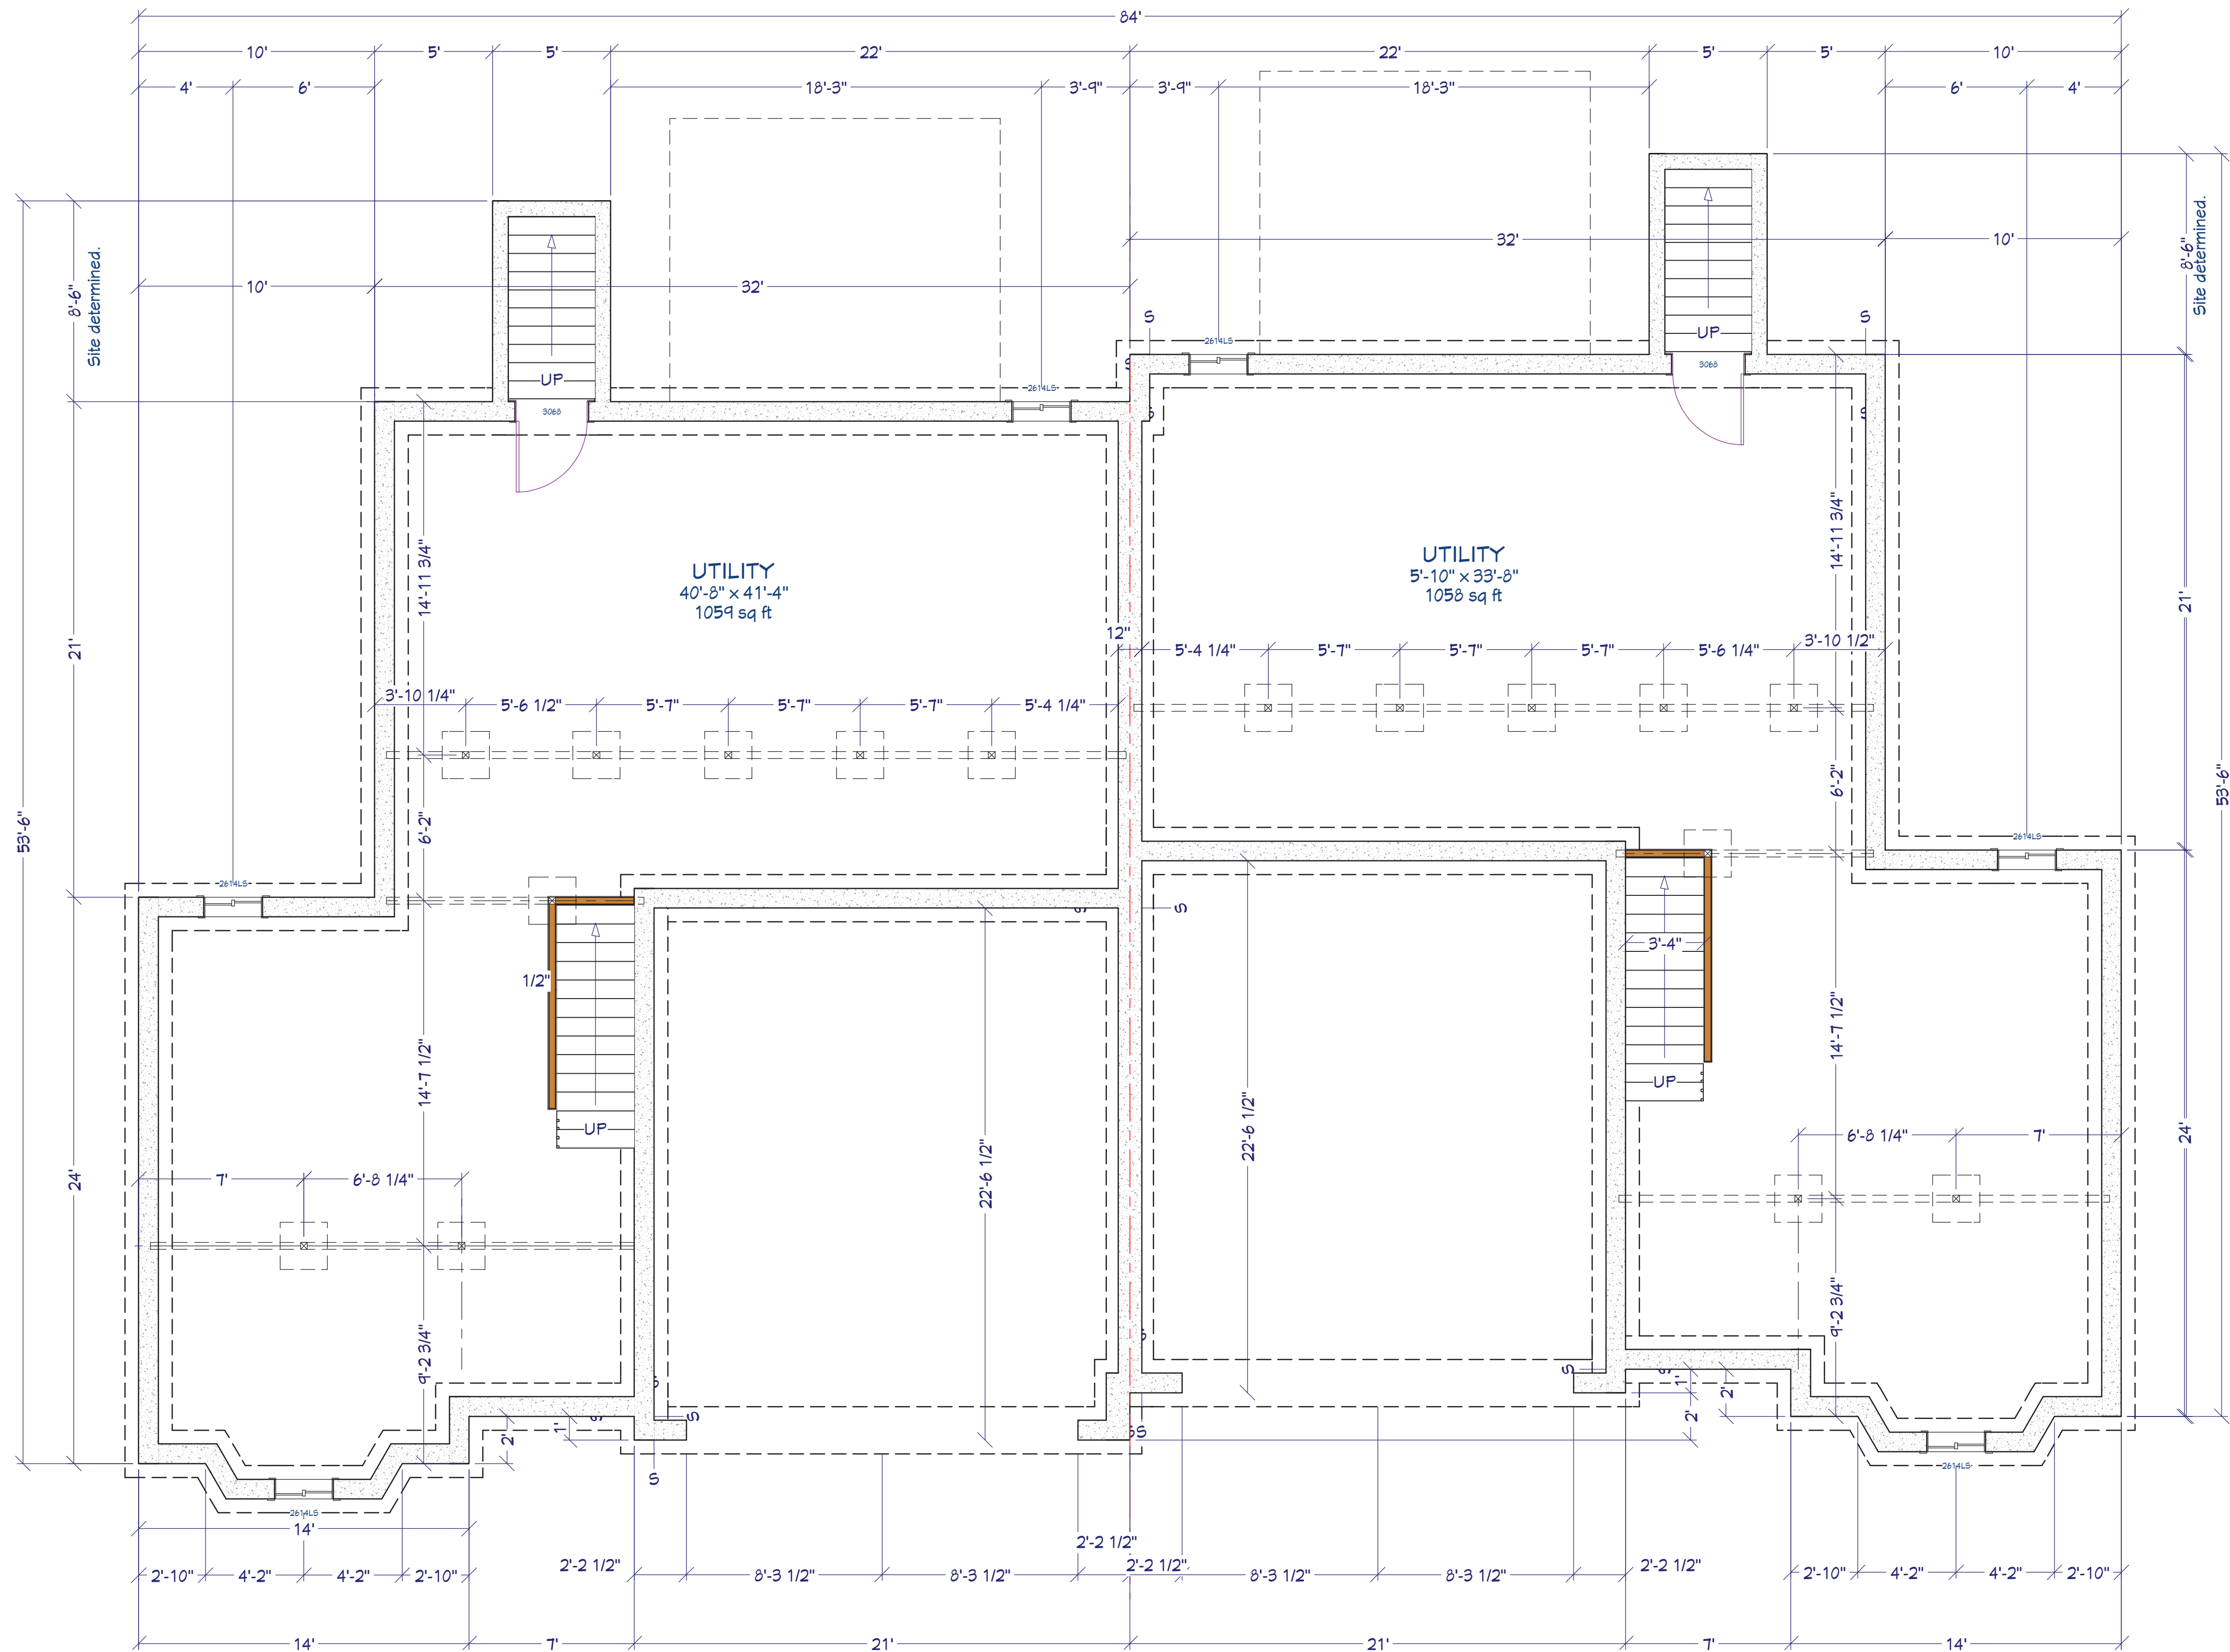 84'
10' 5' 5' 22' 22' 5' 5' 10'
4' 6' 18'-3" 3'-9" 3'-9" 18'-3" 6' 4'
8'-6"
Site determined.
8'-6"
Site determined.
10' 32'
32' 10'
UP
UP
3068
3068
2614LS
2614LS
S
S
S
S
S
14'-11 3/4"
14'-11 3/4"
UTILITY
40'-8" x 41'-4"
1059 sq ft
UTILITY
5'-10" x 33'-8"
1058 sq ft
21'
21'
12"
5'-4 1/4" 5'-7" 5'-7" 5'-7" 5'-6 1/4" 3'-10 1/2"
3'-10 1/4" 5'-6 1/2" 5'-7" 5'-7" 5'-7" 5'-4 1/4"
53'-6"
53'-6"
6'-2"
6'-2"
2614LS
2614LS
S
S
1/2"
3'-4"
14'-7 1/2"
14'-7 1/2"
UP
UP
22'-6 1/2"
22'-6 1/2"
24'
24'
7' 6'-8 1/4"
6'-8 1/4" 7'
9'-2 3/4"
9'-2 3/4"
S
S
S
S
S
S
S
SS
S
2'
1'
1'
2'
2'
2614LS
2614LS
14'
2'-10" 4'-2" 4'-2" 2'-10"
2'-2 1/2" 8'-3 1/2" 8'-3 1/2" 2'-2 1/2"
2'-2 1/2" 8'-3 1/2" 8'-3 1/2" 2'-2 1/2"
2'-10" 4'-2" 4'-2" 2'-10"
14' 7' 21' 21' 7' 14'